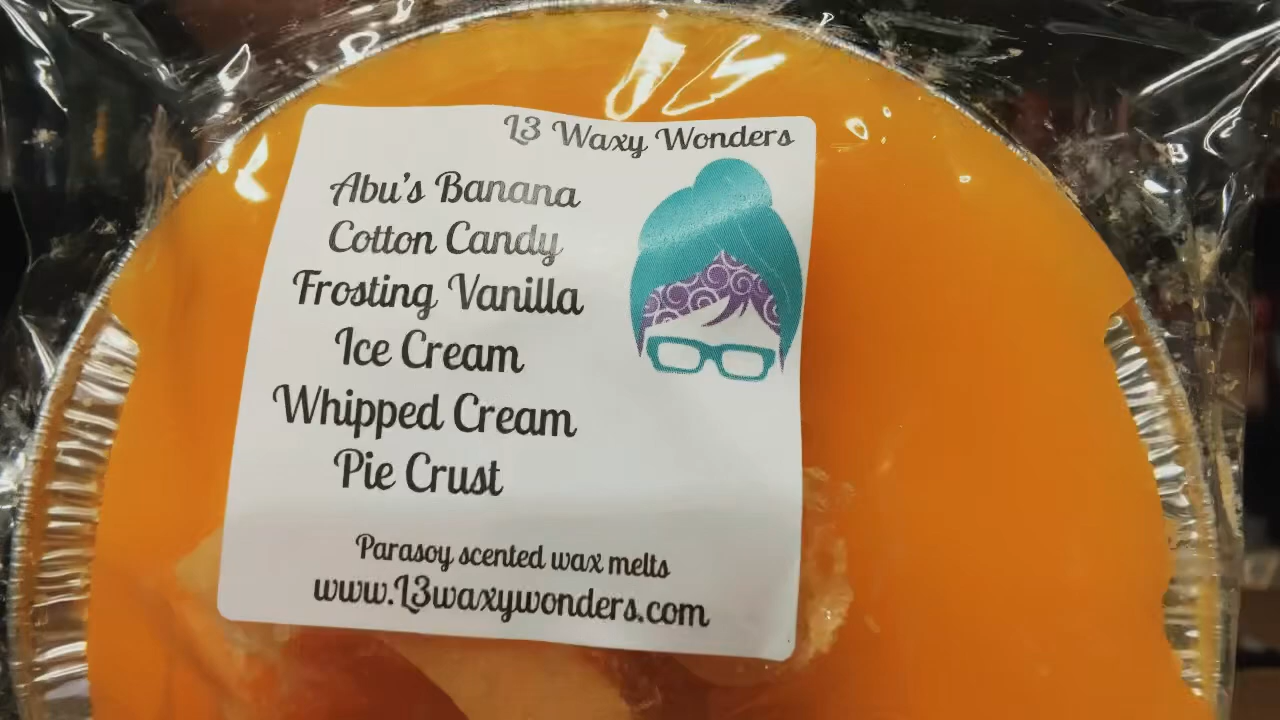 L3 Waxy Wonders
Abu's Banana
Cotton Candy
Frosting Vanilla
Ice Cream
Whipped Cream
Pie Crust
Parasoy scented wax melts
www.L3waxywonders.com